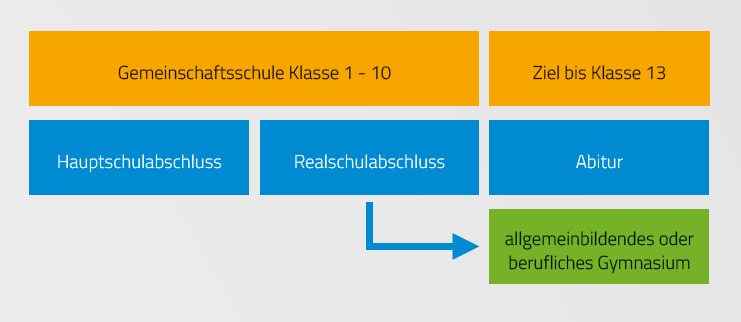 Gemeinschaftsschule Klasse 1 - 10
Ziel bis Klasse 13
Hauptschulabschluss
Realschulabschluss
Abitur
allgemeinbildendes oder
berufliches Gymnasium